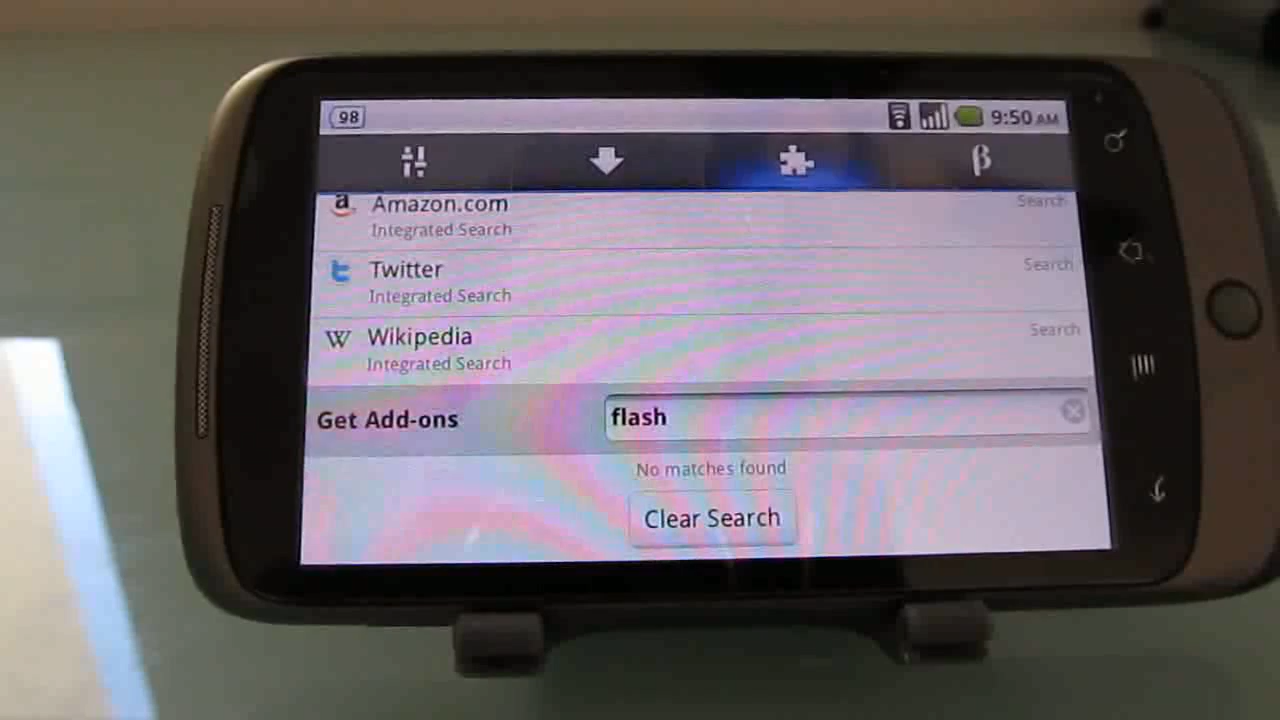 98
9:50 AM
β
Amazon.com
Search
Integrated Search
Twitter
Search
Integrated Search
Wikipedia
Search
Integrated Search
Get Add-ons
flash
No matches found
Clear Search